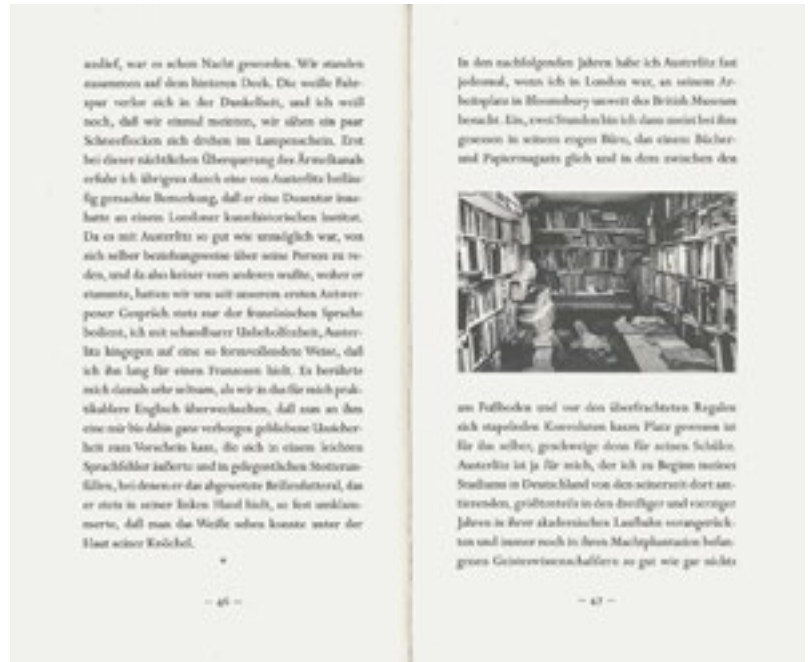 auslief, war es schon Nacht geworden. Wir standen
zusammen auf dem hinteren Deck. Die weiße Fahr-
spur verlor sich in der Dunkelheit, und ich weiß
noch, daß wir einmal meinten, wir sähen ein paar
Schneeflocken sich drehen im Lampenschein. Erst
bei dieser nächtlichen Überquerung des Ärmelkanals
erfuhr ich übrigens durch eine von Austerlitz beiläu-
fig gemachte Bemerkung, daß er eine Dozentur inne-
hatte an einem Londoner kunsthistorischen Institut.
Da es mit Austerlitz so gut wie unmöglich war, von
sich selber beziehungsweise über seine Person zu re-
den, und da also keiner vom anderen wußte, woher er
stammte, hatten wir uns seit unserem ersten Antwer-
pener Gespräch stets nur der französischen Sprache
bedient, ich mit schandbarer Unbeholfenheit, Auster-
litz hingegen auf eine so formvollendete Weise, daß
ich ihn lang für einen Franzosen hielt. Es berührte
mich damals sehr seltsam, als wir in das für mich prak-
tikablere Englisch überwechselten, daß nun an ihm
eine mir bis dahin ganz verborgen gebliebene Unsicher-
heit zum Vorschein kam, die sich in einem leichten
Sprachfehler äußerte und in gelegentlichen Stotteran-
fällen, bei denen er das abgewetzte Brillenfutteral, das
er stets in seiner linken Hand hielt, so fest umklam-
merte, daß man das Weiße sehen konnte unter der
Haut seiner Knöchel.
*
– 46 –
In den nachfolgenden Jahren habe ich Austerlitz fast
jedesmal, wenn ich in London war, an seinem Ar-
beitsplatz in Bloomsbury unweit des British Museum
besucht. Ein, zwei Stunden bin ich dann meist bei ihm
gesessen in seinem engen Büro, das einem Bücher-
und Papiermagazin glich und in dem zwischen den
am Fußboden und vor den überfrachteten Regalen
sich stapelnden Konvoluten kaum Platz gewesen ist
für ihn selber, geschweige denn für seinen Schüler.
Austerlitz ist ja für mich, der ich zu Beginn meines
Studiums in Deutschland von den seinerzeit dort am-
tierenden, größtenteils in den dreißiger und vierziger
Jahren in ihrer akademischen Laufbahn vorangerück-
ten und immer noch in ihren Machtphantasien befan-
genen Geisteswissenschaftlern so gut wie gar nichts
– 47 –